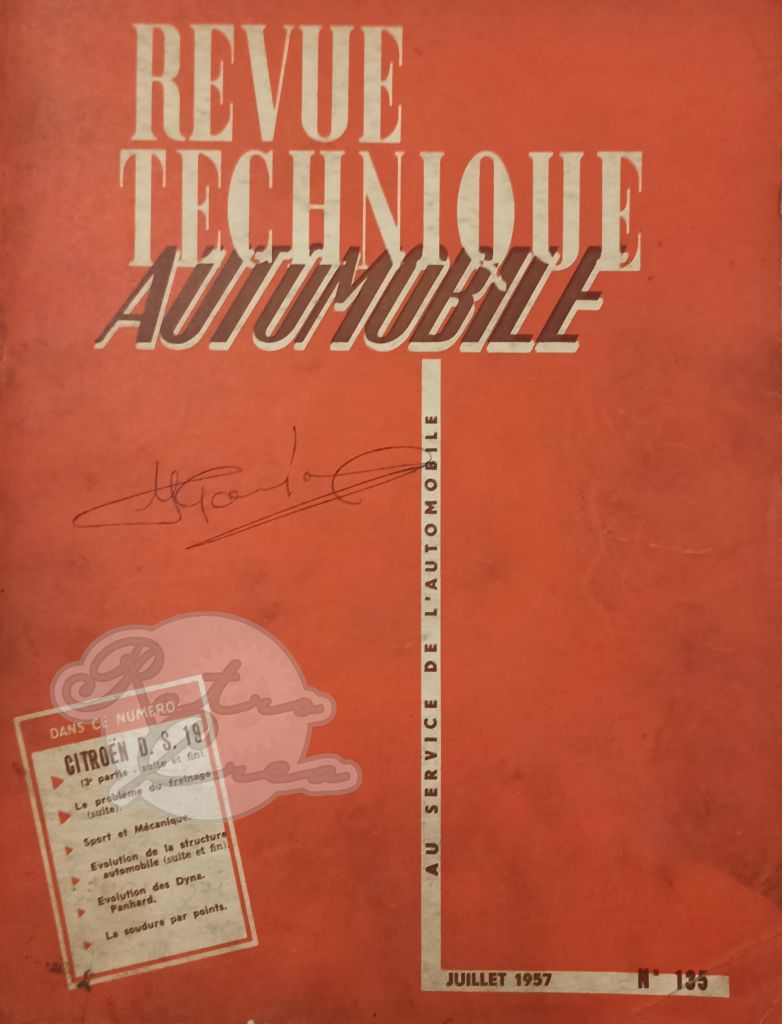 REVUE
TECHNIQUE
AUTOMOBILE
AU SERVICE DE L'AUTOMOBILE
Retro
Crea
DANS CE NUMERO
CITROËN D. S. 19
(3e partie - suite et fin).
Le problème du freinage
(suite).
Sport et Mécanique.
Evolution de la structure
automobile (suite et fin).
Evolution des Dyna.
Panhard.
La soudure par points.
JUILLET 1957 N° 135